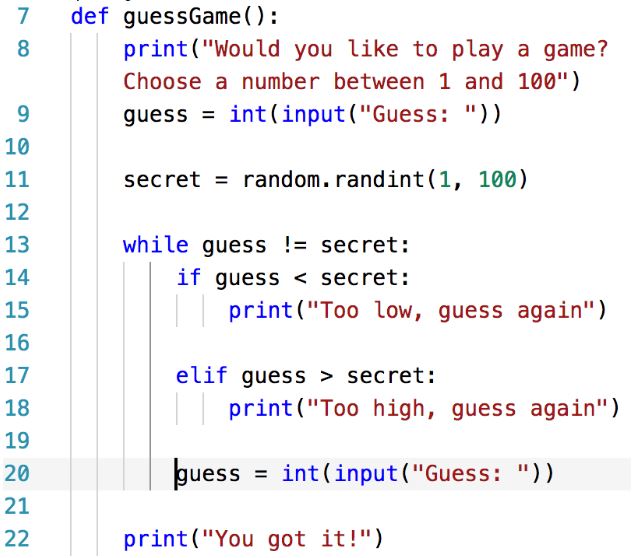 7 def guessGame():
8 print("Would you like to play a game?
Choose a number between 1 and 100")
9 guess = int(input("Guess: "))
10
11 secret = random.randint(1, 100)
12
13 while guess != secret:
14 if guess < secret:
15 print("Too low, guess again")
16
17 elif guess > secret:
18 print("Too high, guess again")
19
20 guess = int(input("Guess: "))
21
22 print("You got it!")